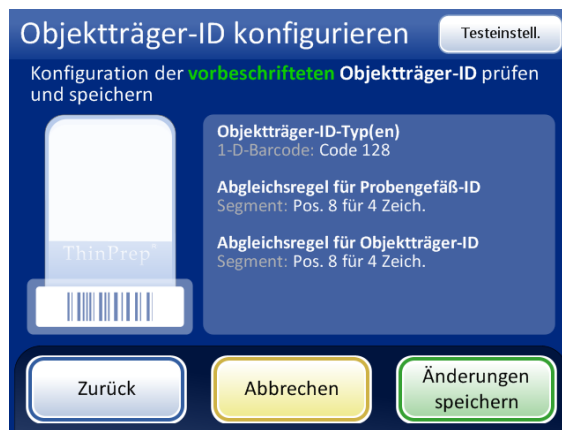 Objektträger-ID konfigurieren
Testeinstell.
Konfiguration der vorbeschrifteten Objektträger-ID prüfen
und speichern
Objektträger-ID-Typ(en)
1-D-Barcode: Code 128
Abgleichsregel für Probengefäß-ID
Segment: Pos. 8 für 4 Zeich.
Abgleichsregel für Objektträger-ID
Segment: Pos. 8 für 4 Zeich.
ThinPrep®
Zurück
Abbrechen
Änderungen
speichern